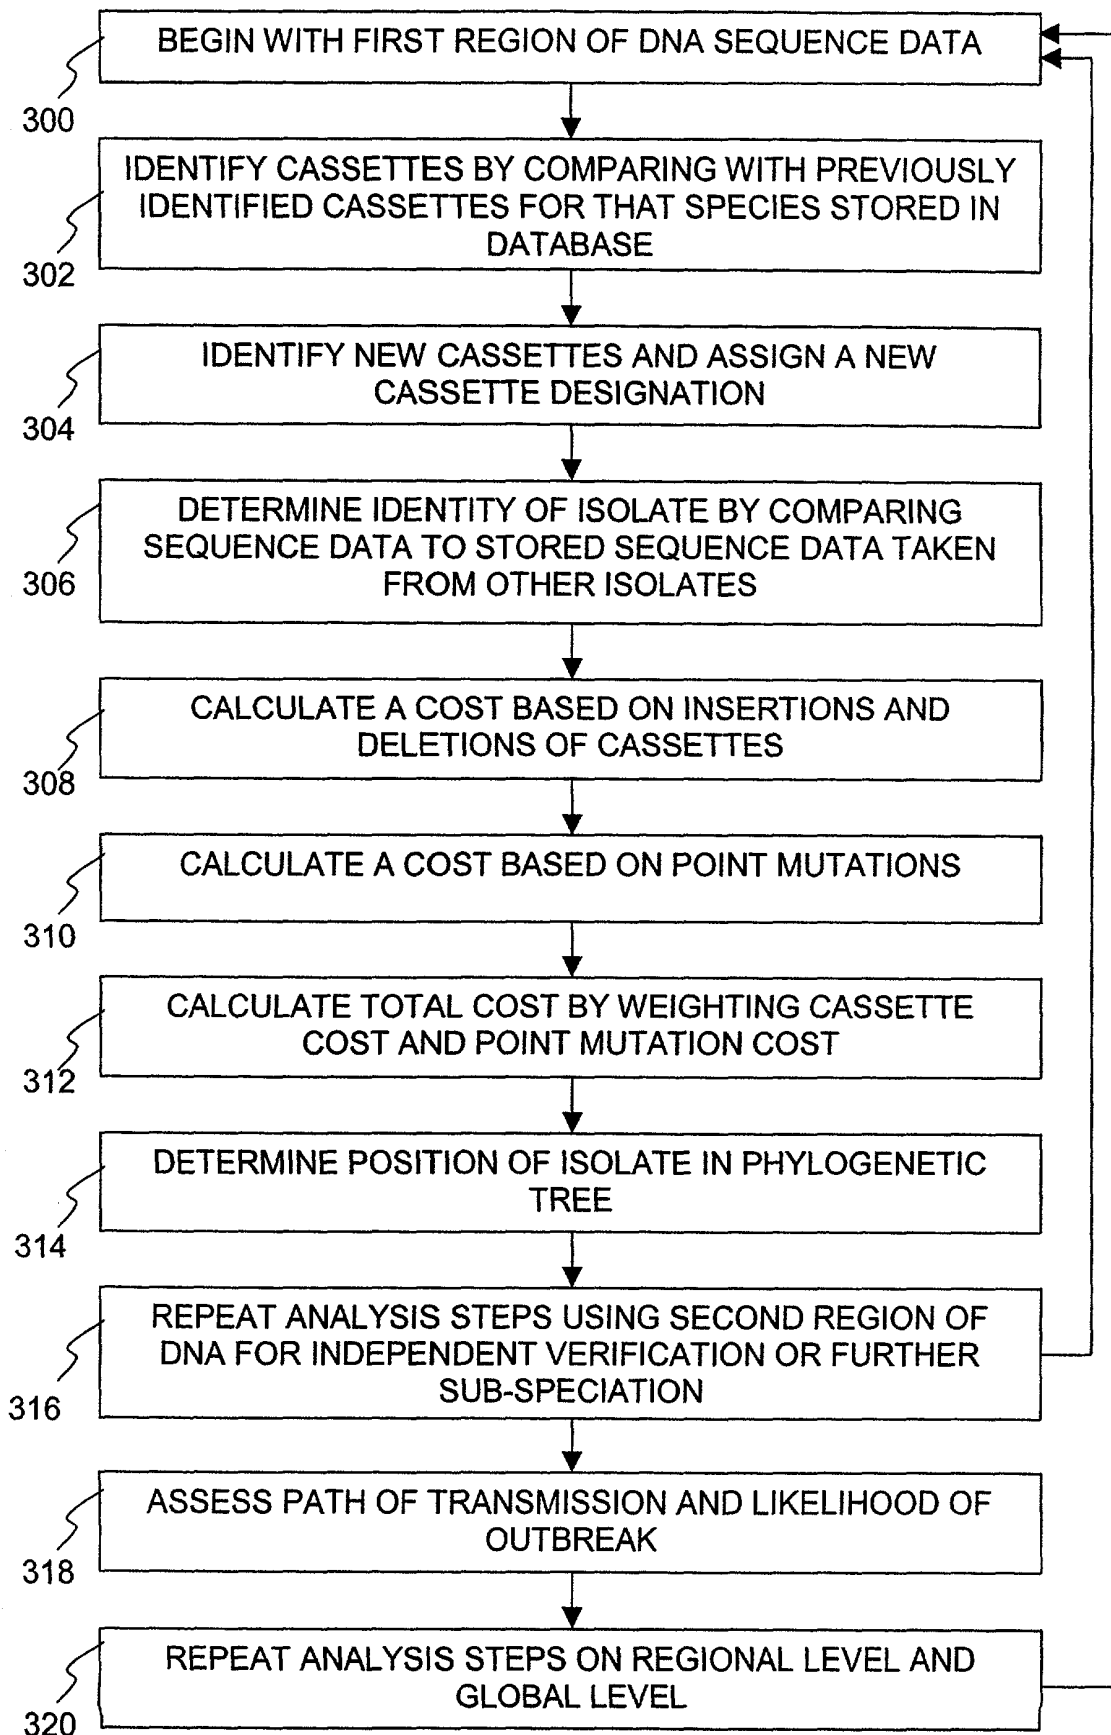 BEGIN WITH FIRST REGION OF DNA SEQUENCE DATA
300
IDENTIFY CASSETTES BY COMPARING WITH PREVIOUSLY
IDENTIFIED CASSETTES FOR THAT SPECIES STORED IN
DATABASE
302
IDENTIFY NEW CASSETTES AND ASSIGN A NEW
CASSETTE DESIGNATION
304
DETERMINE IDENTITY OF ISOLATE BY COMPARING
SEQUENCE DATA TO STORED SEQUENCE DATA TAKEN
FROM OTHER ISOLATES
306
CALCULATE A COST BASED ON INSERTIONS AND
DELETIONS OF CASSETTES
308
CALCULATE A COST BASED ON POINT MUTATIONS
310
CALCULATE TOTAL COST BY WEIGHTING CASSETTE
COST AND POINT MUTATION COST
312
DETERMINE POSITION OF ISOLATE IN PHYLOGENETIC
TREE
314
REPEAT ANALYSIS STEPS USING SECOND REGION OF
DNA FOR INDEPENDENT VERIFICATION OR FURTHER
SUB-SPECIATION
316
ASSESS PATH OF TRANSMISSION AND LIKELIHOOD OF
OUTBREAK
318
REPEAT ANALYSIS STEPS ON REGIONAL LEVEL AND
GLOBAL LEVEL
320